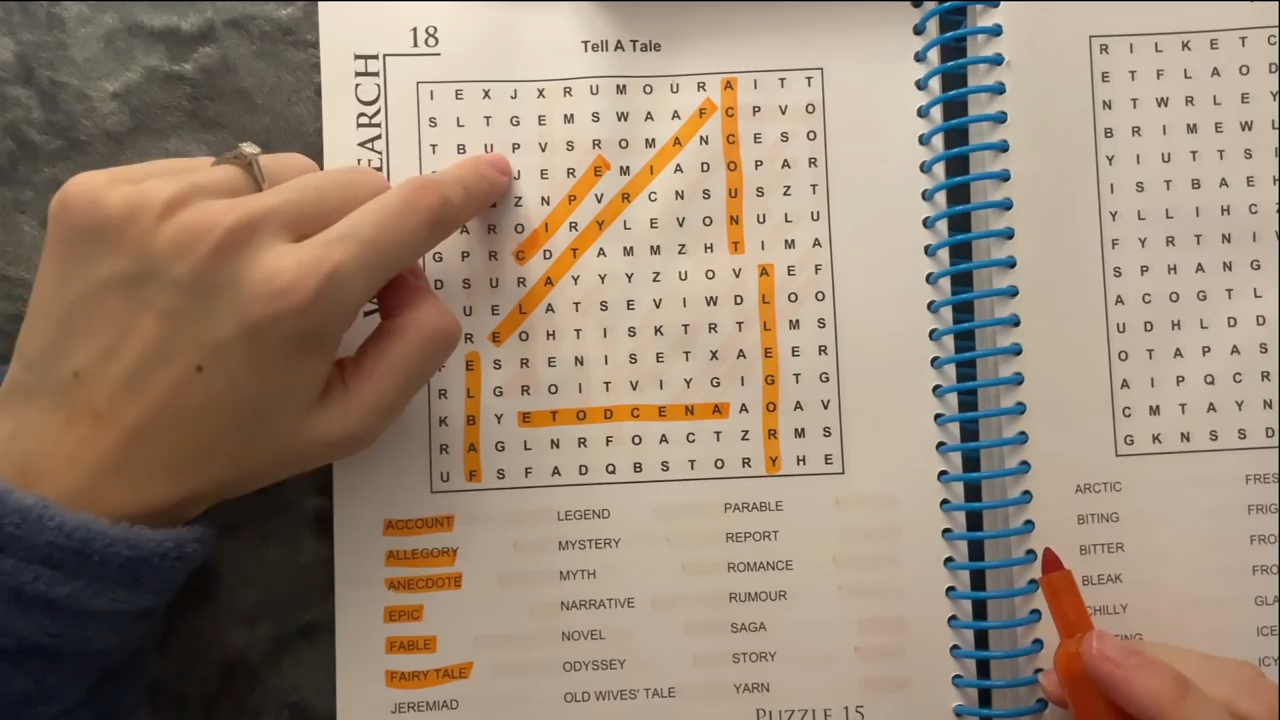 18
Tell A Tale
I E X J X R U M O U R A I T T
S L T G E M S W A A F C P V O
T B U P V S R O M A N C E S O
J E R E M I A D O P A R
Z N P V R C N S U S Z T
A R O I R Y L E V O N U L U
G P R C D T A M M Z H T I M A
D S U R A Y Y Y Z U O V A E F
U E L A T S E V I W D L O O
R E O H T I S K T R T L M S
F E S R E N I S E T X A E E R
R L G R O I T V I Y G I G T G
K B Y E T O D C E N A A O A V
R A G L N R F O A C T Z R M S
U F S F A D Q B S T O R Y H E
ACCOUNT
ALLEGORY
ANECDOTE
EPIC
FABLE
FAIRY TALE
JEREMIAD
LEGEND
MYSTERY
MYTH
NARRATIVE
NOVEL
ODYSSEY
OLD WIVES' TALE
PARABLE
REPORT
ROMANCE
RUMOUR
SAGA
STORY
YARN
PUZZLE 15
R I L K E T C
E T F L A O D
N T W R L E Y
B R I M E W L
Y I U T T S I
I S T B A E H
Y L L I H C Z
F Y R T N I
S P H A N G
A C O G T L
U D H L D D
O T A P A S
A I P Q C R
C M T A Y N
G K N S S D
ARCTIC
BITING
BITTER
BLEAK
CHILLY